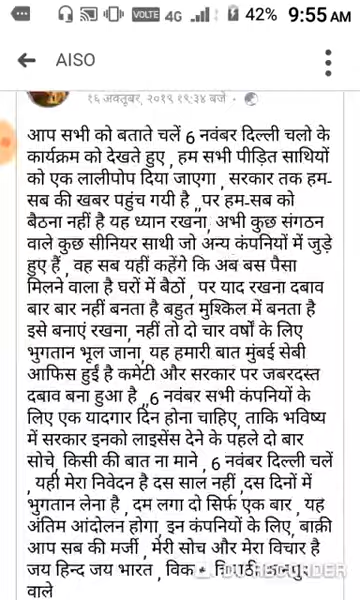 VOLTE 4G 42% 9:55 AM
AISO
१६ अक्टूबर, २०१९ १९:३४ बजे
आप सभी को बताते चलें 6 नवंबर दिल्ली चलो के
कार्यक्रम को देखते हुए , हम सभी पीड़ित साथियों
को एक लालीपोप दिया जाएगा , सरकार तक हम-
सब की खबर पहुंच गयी है ,,पर हम-सब को
बैठना नहीं है यह ध्यान रखना, अभी कुछ संगठन
वाले कुछ सीनियर साथी जो अन्य कंपनियों में जुड़े
हुए हैं , वह सब यहीं कहेंगे कि अब बस पैसा
मिलने वाला है घरों में बैठों , पर याद रखना दबाव
बार बार नहीं बनता है बहुत मुश्किल में बनता है
इसे बनाएं रखना, नहीं तो दो चार वर्षों के लिए
भुगतान भूल जाना, यह हमारी बात मुंबई सेबी
आफिस हुईं है कमेटी और सरकार पर जबरदस्त
दबाव बना हुआ है ,,6 नवंबर सभी कंपनियों के
लिए एक यादगार दिन होना चाहिए, ताकि भविष्य
में सरकार इनको लाइसेंस देने के पहले दो बार
सोचे, किसी की बात ना माने , 6 नवंबर दिल्ली चलें
, यही मेरा निवेदन है दस साल नहीं ,दस दिनों में
भुगतान लेना है , दम लगा दो सिर्फ एक बार , यह
अंतिम आंदोलन होगा, इन कंपनियों के लिए, बाक़ी
आप सब की मर्जी , मेरी सोच और मेरा विचार है
जय हिन्द जय भारत , त्रिपाठी कानपुर
वाले
RECORDER